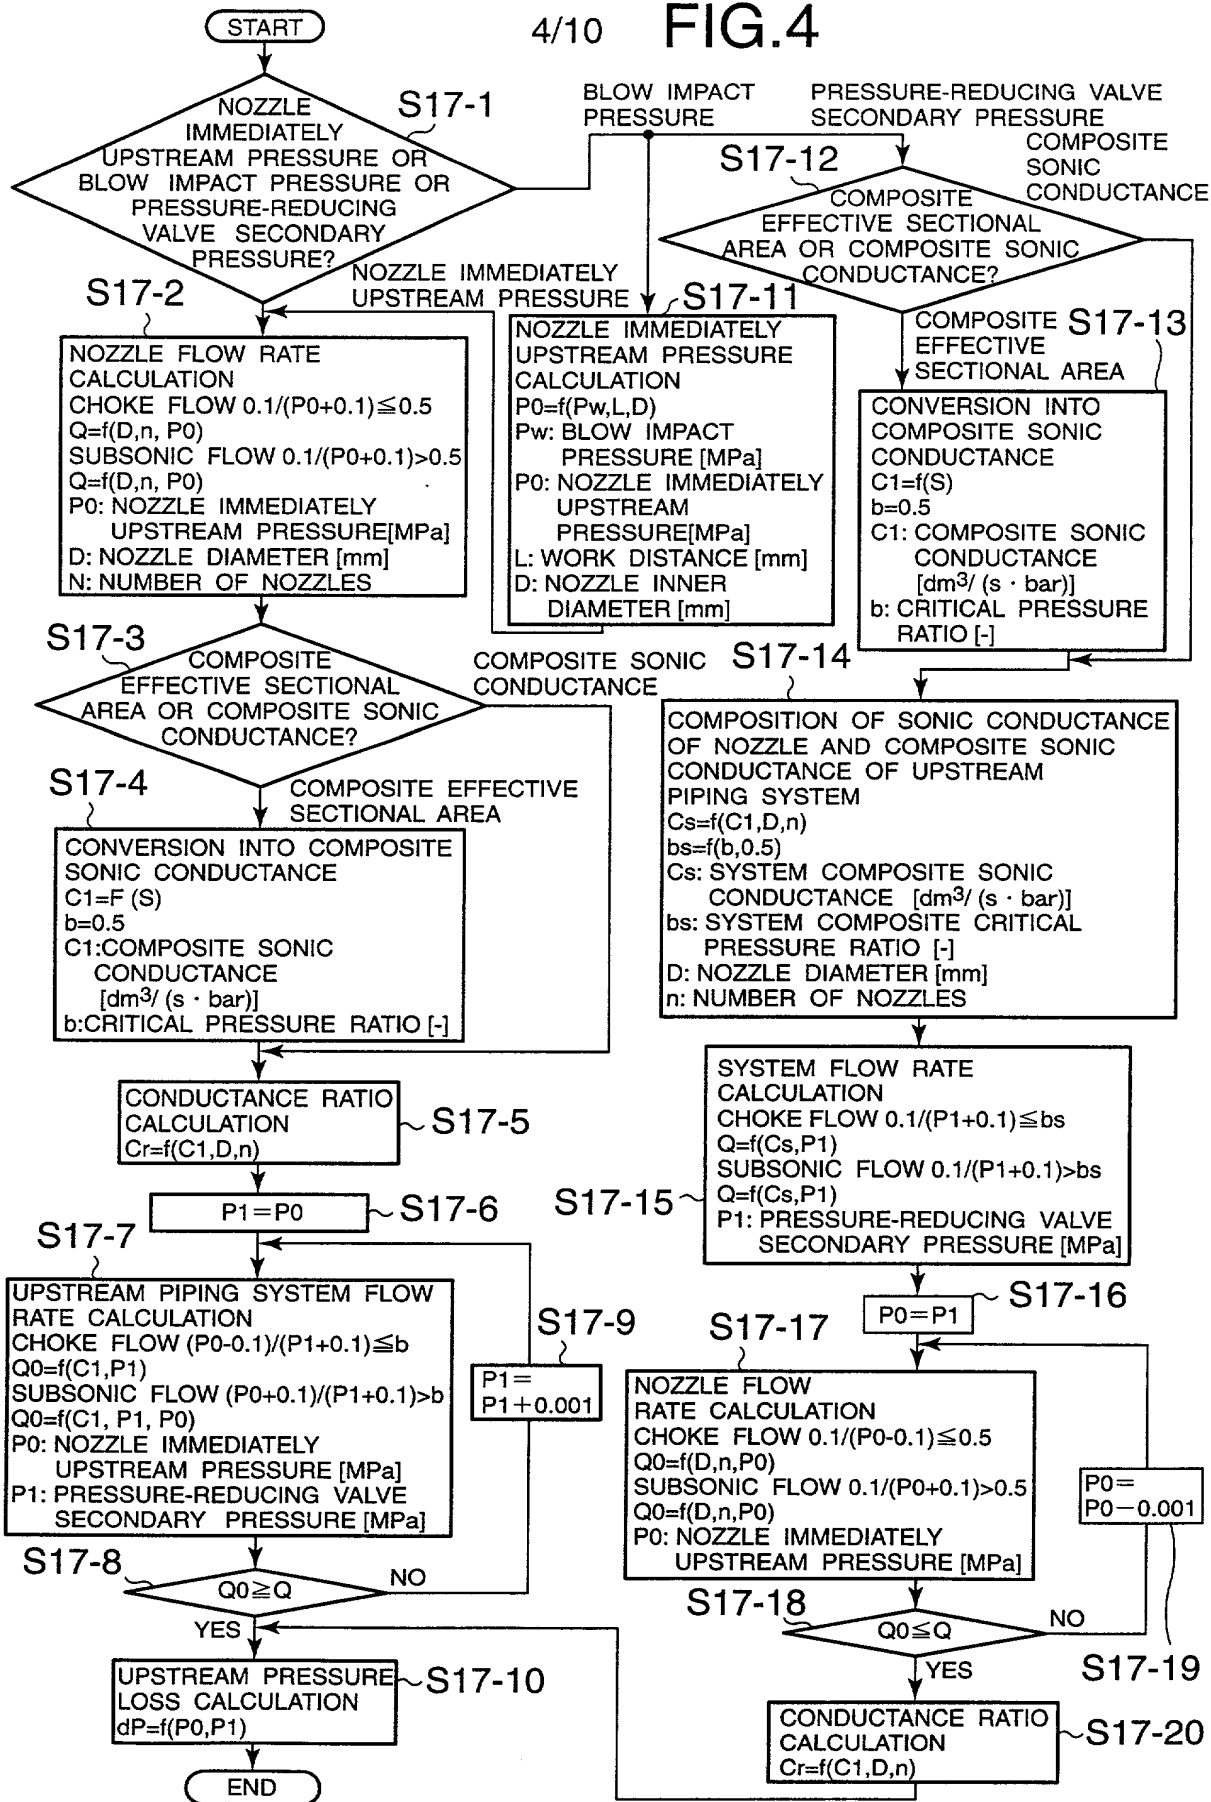 4/10
FIG.4
START
S17-1
NOZZLE
IMMEDIATELY
UPSTREAM PRESSURE OR
BLOW IMPACT PRESSURE OR
PRESSURE-REDUCING
VALVE SECONDARY
PRESSURE?
BLOW IMPACT
PRESSURE
PRESSURE-REDUCING VALVE
SECONDARY PRESSURE
NOZZLE IMMEDIATELY
UPSTREAM PRESSURE
S17-2
NOZZLE FLOW RATE
CALCULATION
CHOKE FLOW 0.1/(P0+0.1)≦0.5
Q=f(D,n, P0)
SUBSONIC FLOW 0.1/(P0+0.1)>0.5
Q=f(D,n, P0)
P0: NOZZLE IMMEDIATELY
UPSTREAM PRESSURE[MPa]
D: NOZZLE DIAMETER [mm]
N: NUMBER OF NOZZLES
S17-3
COMPOSITE
EFFECTIVE SECTIONAL
AREA OR COMPOSITE SONIC
CONDUCTANCE?
COMPOSITE SONIC
CONDUCTANCE
COMPOSITE EFFECTIVE
SECTIONAL AREA
S17-4
CONVERSION INTO COMPOSITE
SONIC CONDUCTANCE
C1=F (S)
b=0.5
C1:COMPOSITE SONIC
CONDUCTANCE
[dm³/ (s · bar)]
b:CRITICAL PRESSURE RATIO [-]
CONDUCTANCE RATIO
CALCULATION
Cr=f(C1,D,n)
S17-5
P1=P0
S17-6
S17-7
UPSTREAM PIPING SYSTEM FLOW
RATE CALCULATION
CHOKE FLOW (P0-0.1)/(P1+0.1)≦b
Q0=f(C1,P1)
SUBSONIC FLOW (P0+0.1)/(P1+0.1)>b
Q0=f(C1, P1, P0)
P0: NOZZLE IMMEDIATELY
UPSTREAM PRESSURE [MPa]
P1: PRESSURE-REDUCING VALVE
SECONDARY PRESSURE [MPa]
S17-8
Q0≧Q
NO
YES
S17-9
P1=
P1+0.001
UPSTREAM PRESSURE
LOSS CALCULATION
dP=f(P0,P1)
S17-10
END
S17-11
NOZZLE IMMEDIATELY
UPSTREAM PRESSURE
CALCULATION
P0=f(Pw,L,D)
Pw: BLOW IMPACT
PRESSURE [MPa]
P0: NOZZLE IMMEDIATELY
UPSTREAM
PRESSURE[MPa]
L: WORK DISTANCE [mm]
D: NOZZLE INNER
DIAMETER [mm]
S17-12
COMPOSITE
EFFECTIVE SECTIONAL
AREA OR COMPOSITE SONIC
CONDUCTANCE?
COMPOSITE
SONIC
CONDUCTANCE
COMPOSITE
EFFECTIVE
SECTIONAL AREA
S17-13
CONVERSION INTO
COMPOSITE SONIC
CONDUCTANCE
C1=f(S)
b=0.5
C1: COMPOSITE SONIC
CONDUCTANCE
[dm³/ (s · bar)]
b: CRITICAL PRESSURE
RATIO [-]
S17-14
COMPOSITION OF SONIC CONDUCTANCE
OF NOZZLE AND COMPOSITE SONIC
CONDUCTANCE OF UPSTREAM
PIPING SYSTEM
Cs=f(C1,D,n)
bs=f(b,0.5)
Cs: SYSTEM COMPOSITE SONIC
CONDUCTANCE [dm³/ (s · bar)]
bs: SYSTEM COMPOSITE CRITICAL
PRESSURE RATIO [-]
D: NOZZLE DIAMETER [mm]
n: NUMBER OF NOZZLES
SYSTEM FLOW RATE
CALCULATION
CHOKE FLOW 0.1/(P1+0.1)≦bs
Q=f(Cs,P1)
SUBSONIC FLOW 0.1/(P1+0.1)>bs
Q=f(Cs,P1)
P1: PRESSURE-REDUCING VALVE
SECONDARY PRESSURE [MPa]
S17-15
P0=P1
S17-16
S17-17
NOZZLE FLOW
RATE CALCULATION
CHOKE FLOW 0.1/(P0-0.1)≦0.5
Q0=f(D,n,P0)
SUBSONIC FLOW 0.1/(P0+0.1)>0.5
Q0=f(D,n,P0)
P0: NOZZLE IMMEDIATELY
UPSTREAM PRESSURE [MPa]
S17-18
Q0≦Q
NO
YES
P0=
P0−0.001
S17-19
CONDUCTANCE RATIO
CALCULATION
Cr=f(C1,D,n)
S17-20